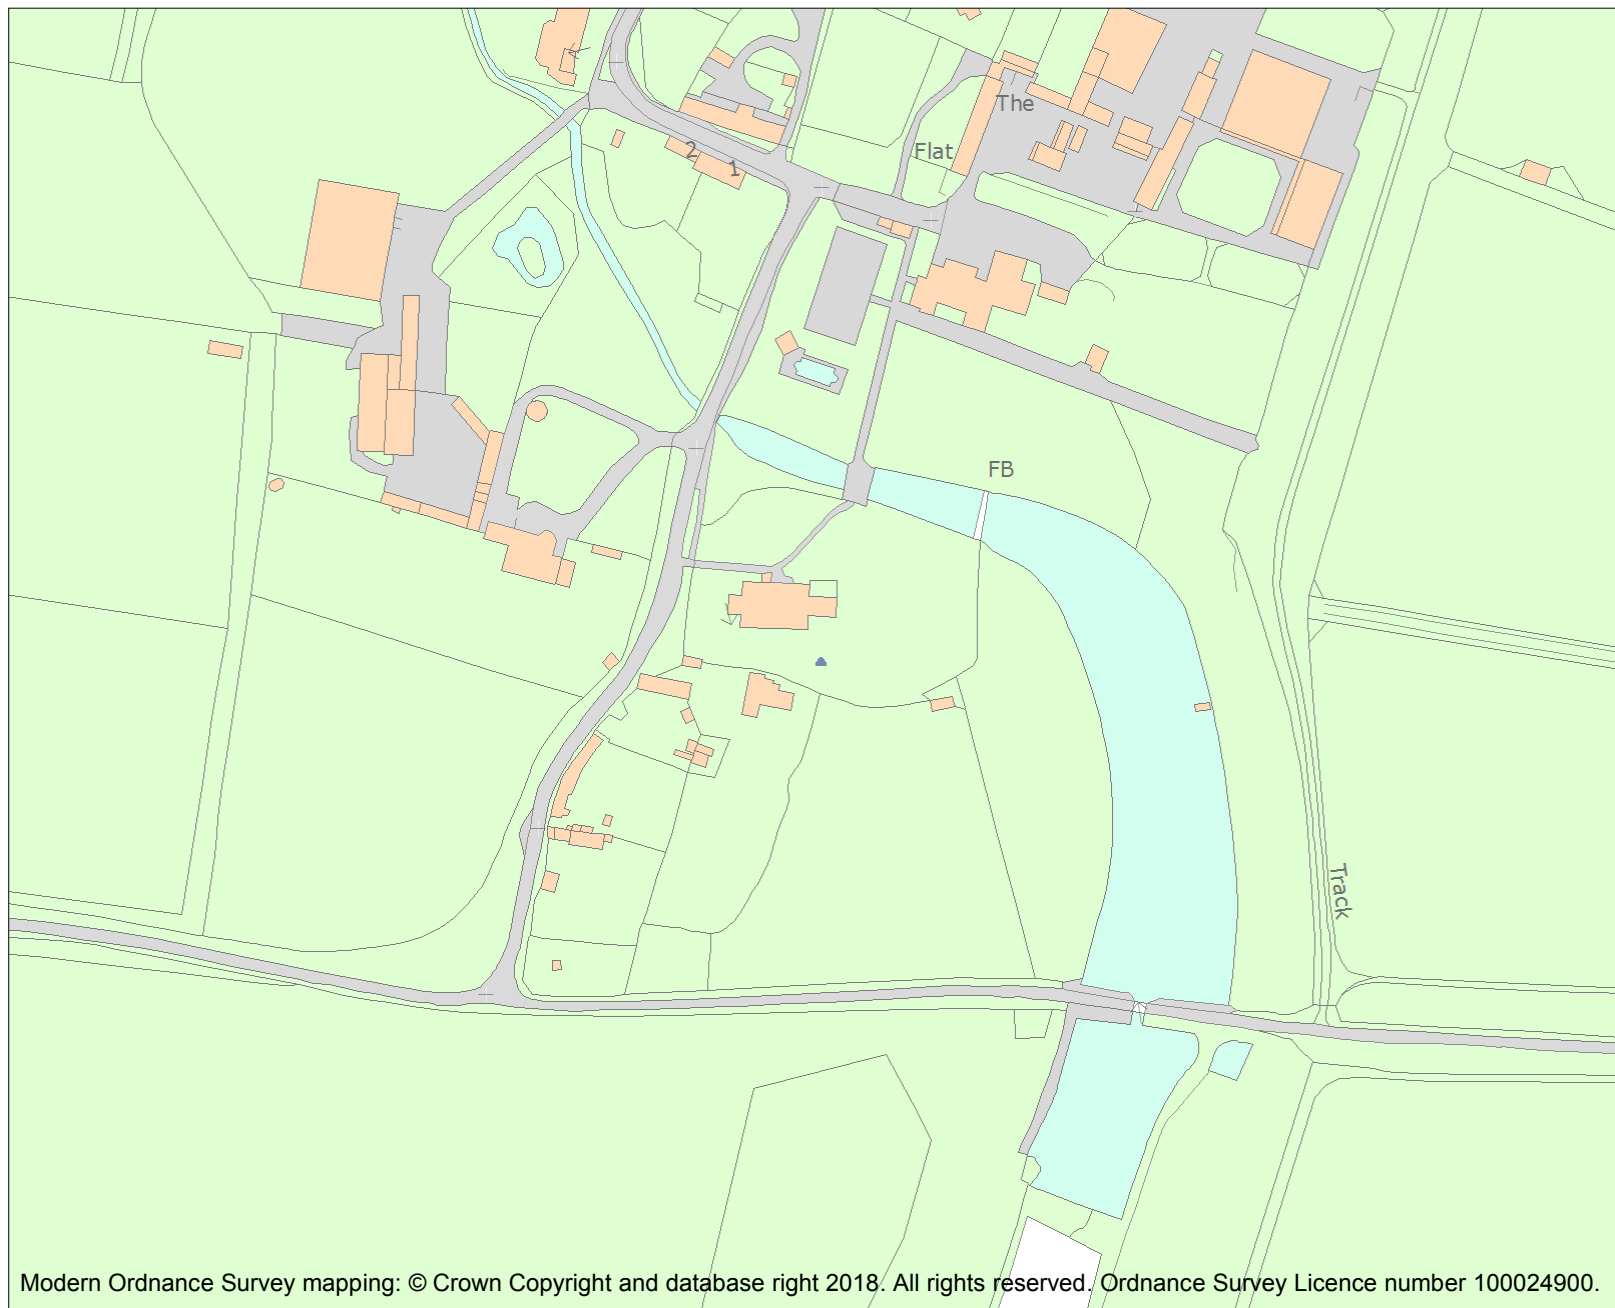 The
Flat
2
1
FB
Track
Modern Ordnance Survey mapping: © Crown Copyright and database right 2018. All rights reserved. Ordnance Survey Licence number 100024900.